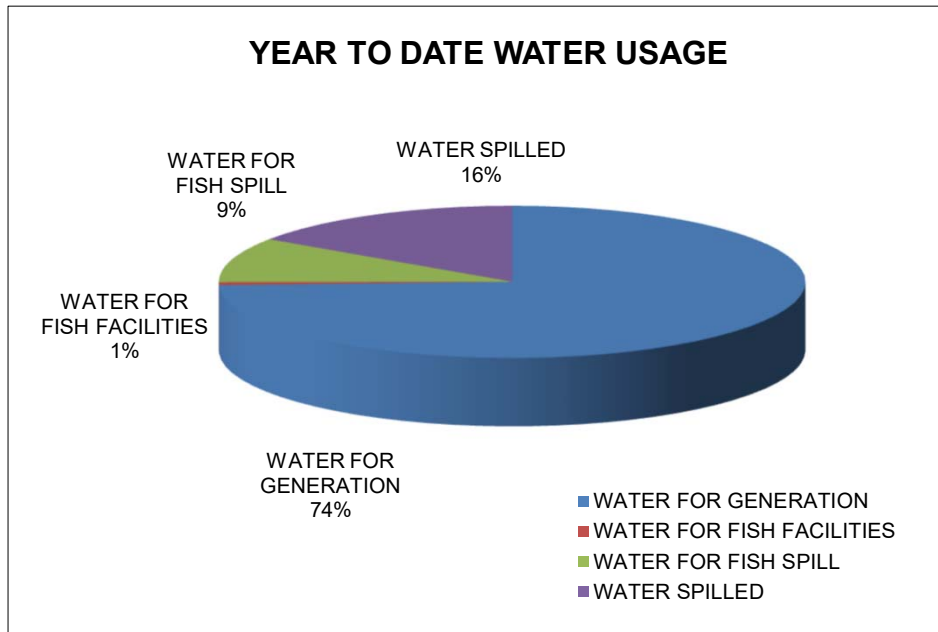 YEAR TO DATE WATER USAGE
WATER SPILLED
16%
WATER FOR
FISH SPILL
9%
WATER FOR
FISH FACILITIES
1%
WATER FOR
GENERATION
74%
WATER FOR GENERATION
WATER FOR FISH FACILITIES
WATER FOR FISH SPILL
WATER SPILLED